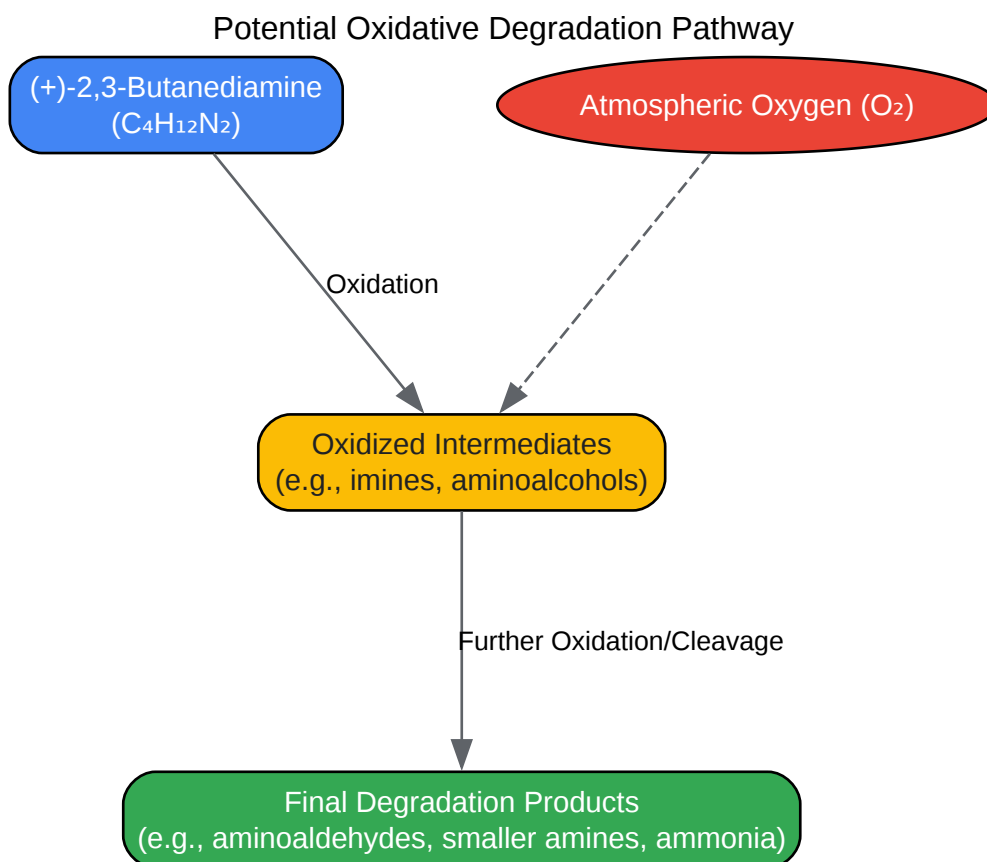 Potential Oxidative Degradation Pathway
(+)-2,3-Butanediamine
(C₄H₁₂N₂)
Atmospheric Oxygen (O₂)
Oxidation
Oxidized Intermediates
(e.g., imines, aminoalcohols)
Further Oxidation/Cleavage
Final Degradation Products
(e.g., aminoaldehydes, smaller amines, ammonia)